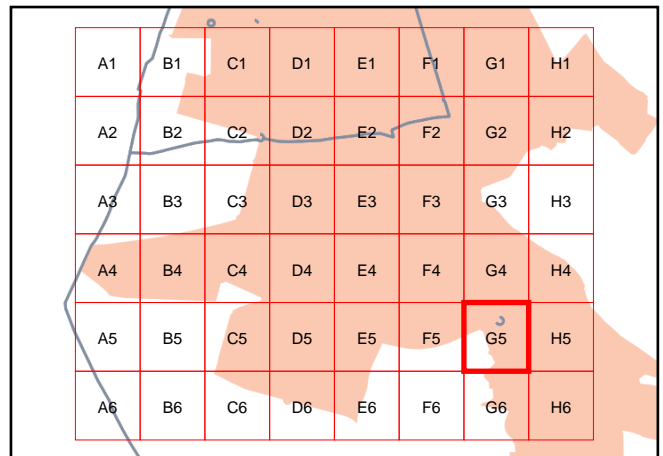 A1 B1 C1 D1 E1 F1 G1 H1
A2 B2 C2 D2 E2 F2 G2 H2
A3 B3 C3 D3 E3 F3 G3 H3
A4 B4 C4 D4 E4 F4 G4 H4
A5 B5 C5 D5 E5 F5 G5 H5
A6 B6 C6 D6 E6 F6 G6 H6